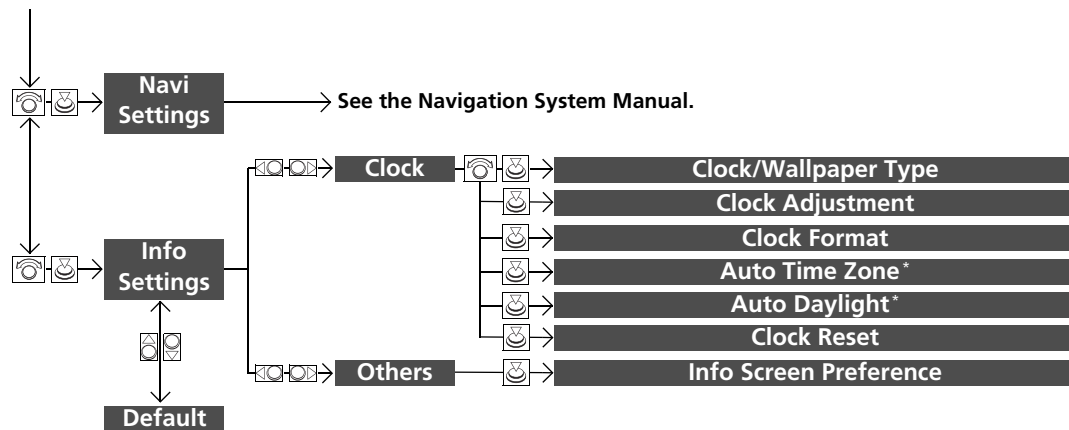 Navi
Settings
See the Navigation System Manual.
Clock
Clock/Wallpaper Type
Clock Adjustment
Clock Format
Info
Settings
Auto Time Zone*
Auto Daylight*
Clock Reset
Others
Info Screen Preference
Default